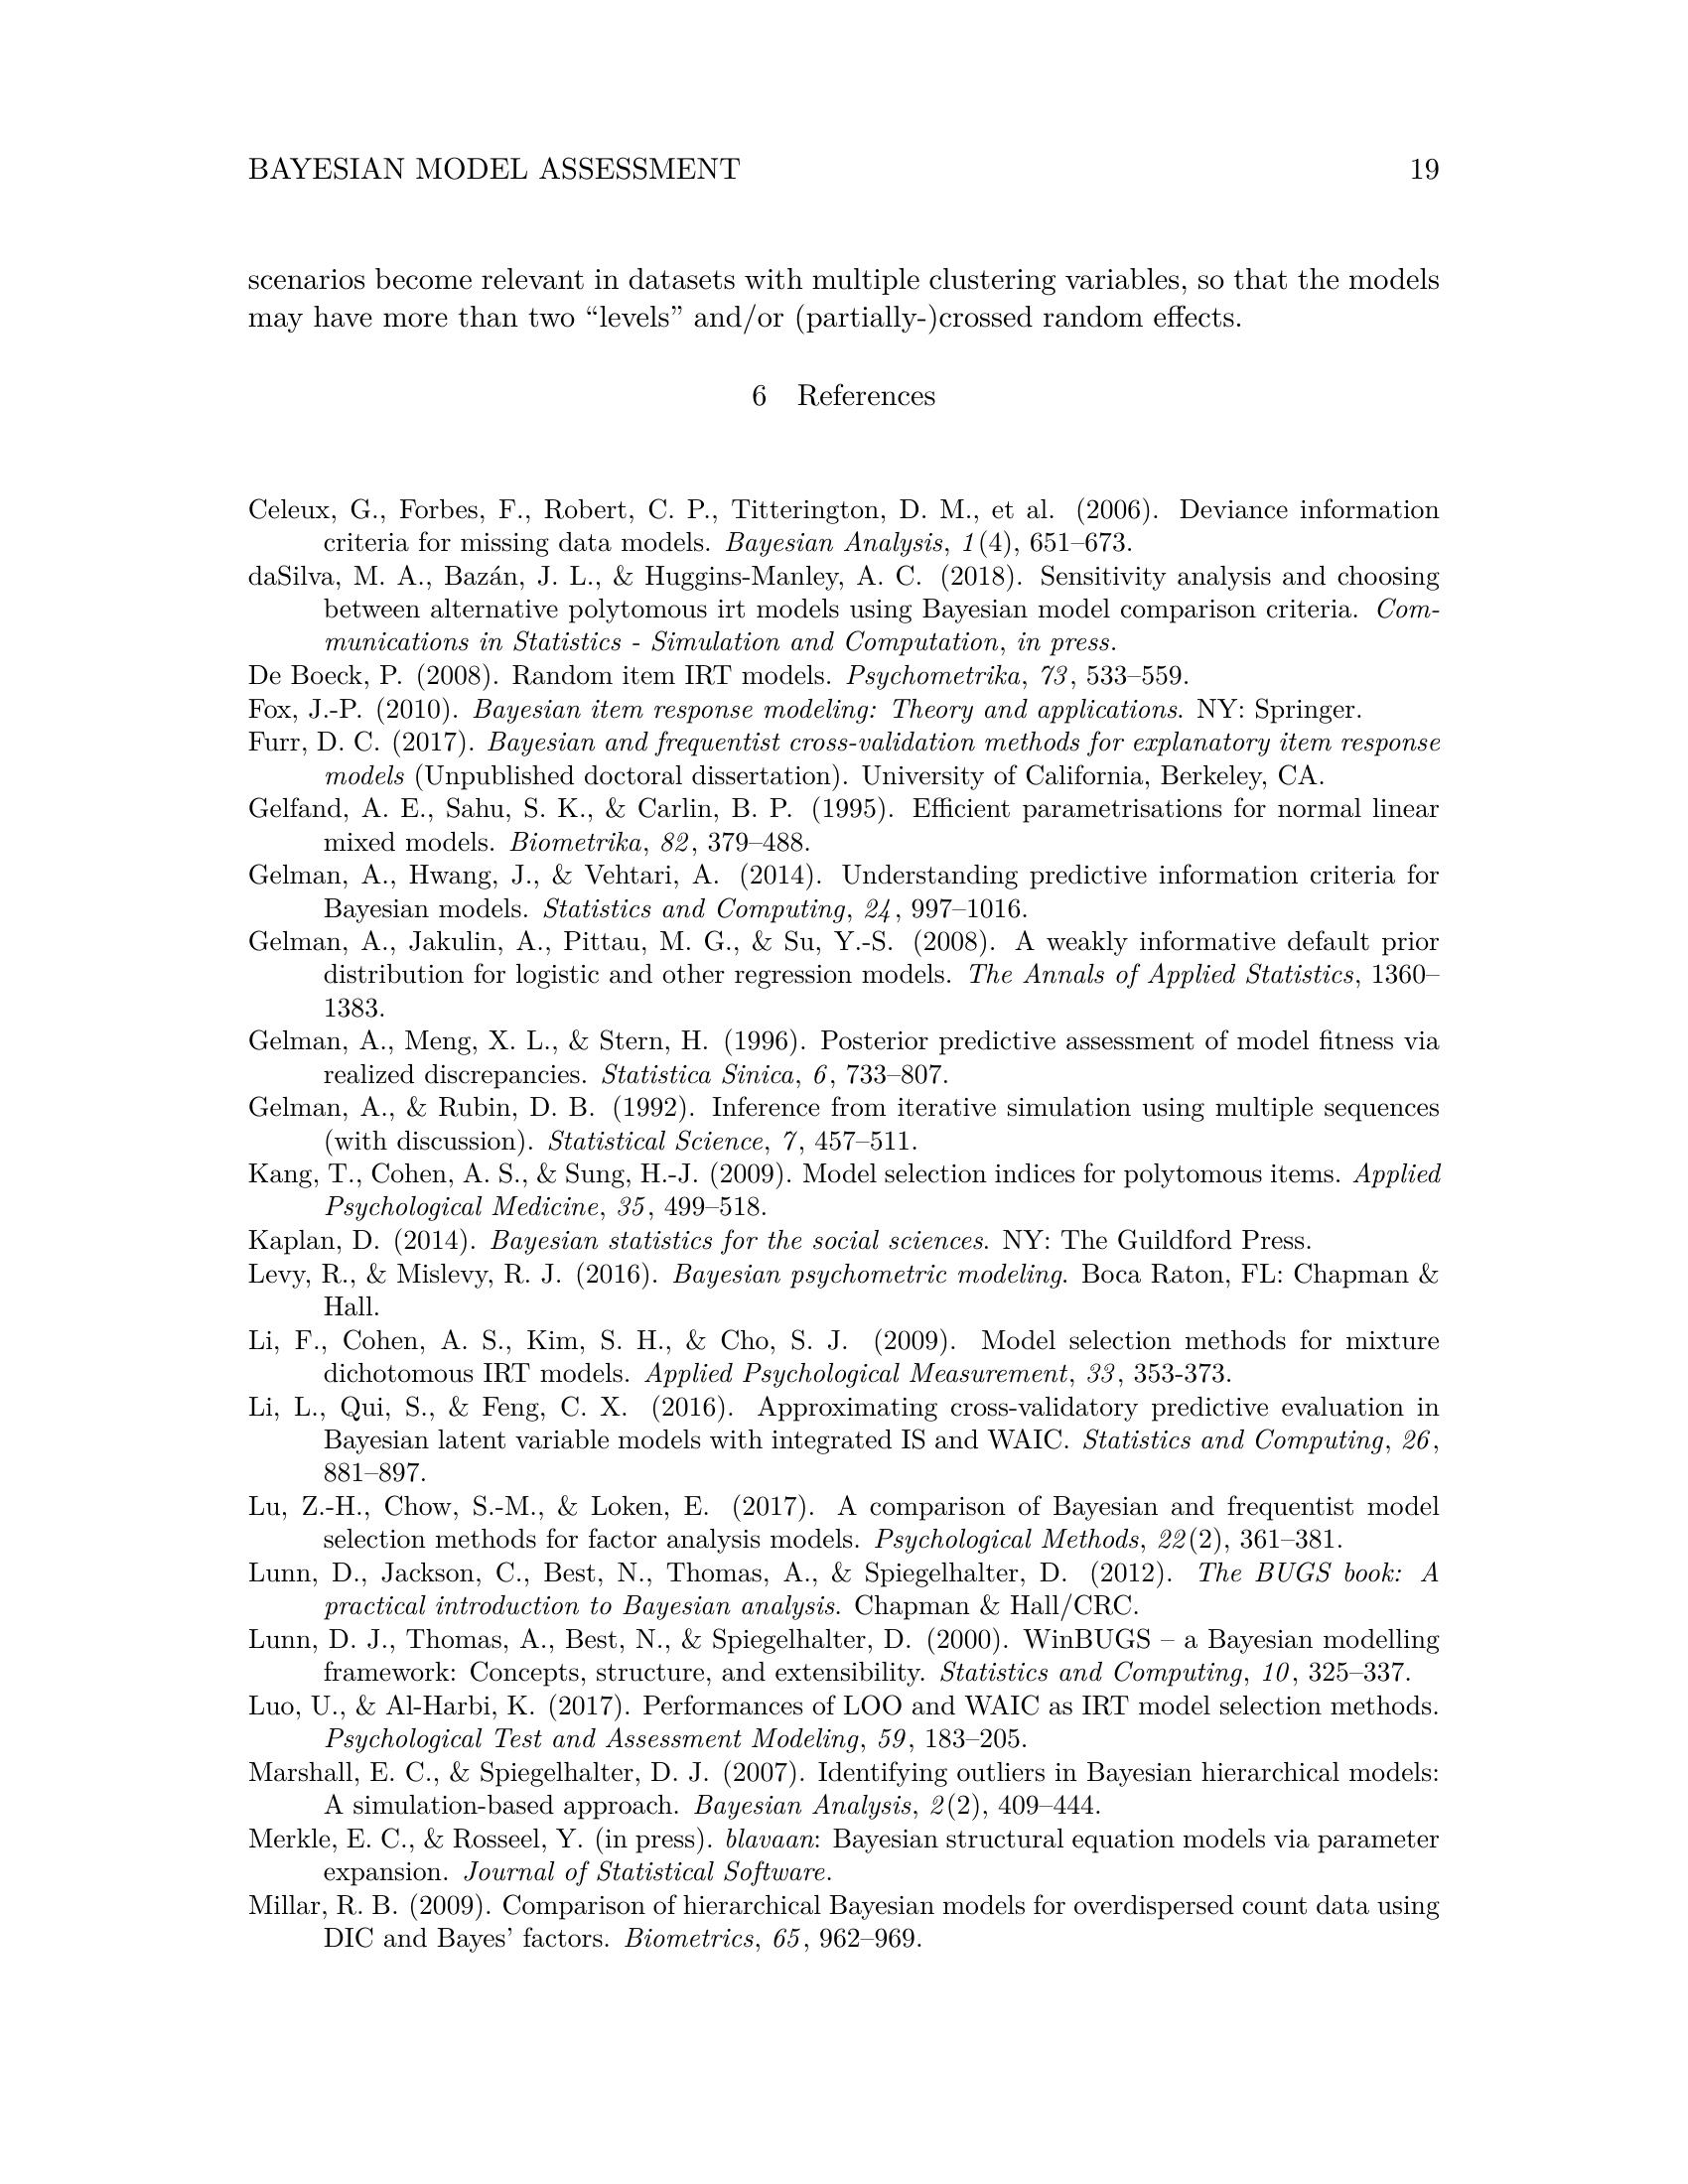 BAYESIAN MODEL ASSESSMENT 19
scenarios become relevant in datasets with multiple clustering variables, so that the models
may have more than two “levels” and/or (partially-)crossed random effects.
6 References
Celeux, G., Forbes, F., Robert, C. P., Titterington, D. M., et al. (2006). Deviance information
criteria for missing data models. Bayesian Analysis, 1(4), 651–673.
daSilva, M. A., Bazán, J. L., & Huggins-Manley, A. C. (2018). Sensitivity analysis and choosing
between alternative polytomous irt models using Bayesian model comparison criteria. Com-
munications in Statistics - Simulation and Computation, in press.
De Boeck, P. (2008). Random item IRT models. Psychometrika, 73, 533–559.
Fox, J.-P. (2010). Bayesian item response modeling: Theory and applications. NY: Springer.
Furr, D. C. (2017). Bayesian and frequentist cross-validation methods for explanatory item response
models (Unpublished doctoral dissertation). University of California, Berkeley, CA.
Gelfand, A. E., Sahu, S. K., & Carlin, B. P. (1995). Efficient parametrisations for normal linear
mixed models. Biometrika, 82, 379–488.
Gelman, A., Hwang, J., & Vehtari, A. (2014). Understanding predictive information criteria for
Bayesian models. Statistics and Computing, 24, 997–1016.
Gelman, A., Jakulin, A., Pittau, M. G., & Su, Y.-S. (2008). A weakly informative default prior
distribution for logistic and other regression models. The Annals of Applied Statistics, 1360–
1383.
Gelman, A., Meng, X. L., & Stern, H. (1996). Posterior predictive assessment of model fitness via
realized discrepancies. Statistica Sinica, 6, 733–807.
Gelman, A., & Rubin, D. B. (1992). Inference from iterative simulation using multiple sequences
(with discussion). Statistical Science, 7, 457–511.
Kang, T., Cohen, A. S., & Sung, H.-J. (2009). Model selection indices for polytomous items. Applied
Psychological Medicine, 35, 499–518.
Kaplan, D. (2014). Bayesian statistics for the social sciences. NY: The Guildford Press.
Levy, R., & Mislevy, R. J. (2016). Bayesian psychometric modeling. Boca Raton, FL: Chapman &
Hall.
Li, F., Cohen, A. S., Kim, S. H., & Cho, S. J. (2009). Model selection methods for mixture
dichotomous IRT models. Applied Psychological Measurement, 33, 353-373.
Li, L., Qui, S., & Feng, C. X. (2016). Approximating cross-validatory predictive evaluation in
Bayesian latent variable models with integrated IS and WAIC. Statistics and Computing, 26,
881–897.
Lu, Z.-H., Chow, S.-M., & Loken, E. (2017). A comparison of Bayesian and frequentist model
selection methods for factor analysis models. Psychological Methods, 22(2), 361–381.
Lunn, D., Jackson, C., Best, N., Thomas, A., & Spiegelhalter, D. (2012). The BUGS book: A
practical introduction to Bayesian analysis. Chapman & Hall/CRC.
Lunn, D. J., Thomas, A., Best, N., & Spiegelhalter, D. (2000). WinBUGS – a Bayesian modelling
framework: Concepts, structure, and extensibility. Statistics and Computing, 10, 325–337.
Luo, U., & Al-Harbi, K. (2017). Performances of LOO and WAIC as IRT model selection methods.
Psychological Test and Assessment Modeling, 59, 183–205.
Marshall, E. C., & Spiegelhalter, D. J. (2007). Identifying outliers in Bayesian hierarchical models:
A simulation-based approach. Bayesian Analysis, 2(2), 409–444.
Merkle, E. C., & Rosseel, Y. (in press). blavaan: Bayesian structural equation models via parameter
expansion. Journal of Statistical Software.
Millar, R. B. (2009). Comparison of hierarchical Bayesian models for overdispersed count data using
DIC and Bayes’ factors. Biometrics, 65, 962–969.